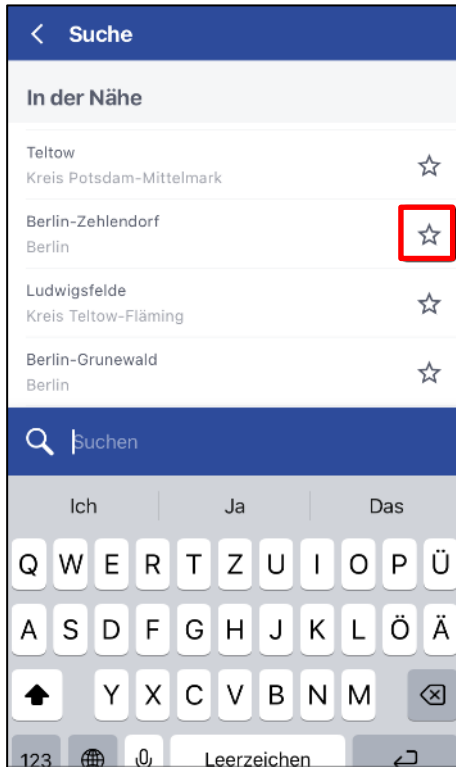 Suche
In der Nähe
Teltow
Kreis Potsdam-Mittelmark
Berlin-Zehlendorf
Berlin
Ludwigsfelde
Kreis Teltow-Fläming
Berlin-Grunewald
Berlin
Suchen
Ich Ja Das
Q W E R T Z U I O P Ü
A S D F G H J K L Ö Ä
Y X C V B N M
123 Leerzeichen